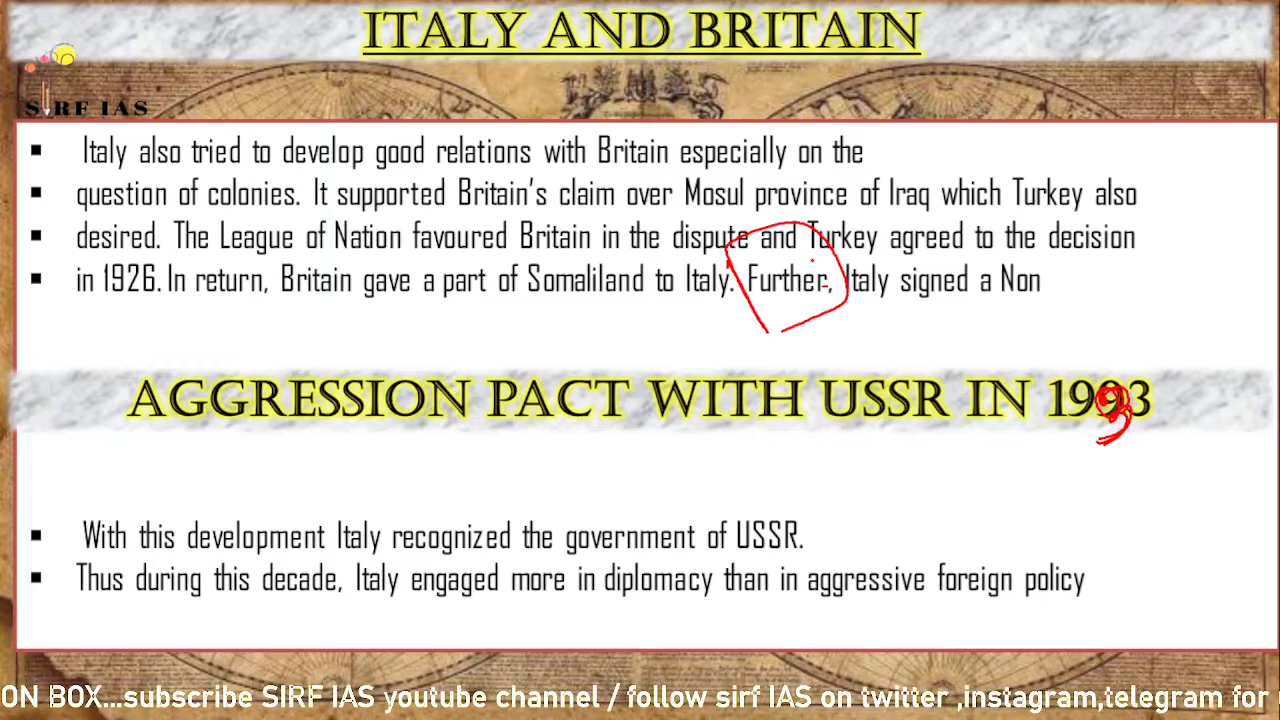 ITALY AND BRITAIN
SIRF IAS
▪ Italy also tried to develop good relations with Britain especially on the
▪ question of colonies. It supported Britain's claim over Mosul province of Iraq which Turkey also
▪ desired. The League of Nation favoured Britain in the dispute and Turkey agreed to the decision
▪ in 1926. In return, Britain gave a part of Somaliland to Italy. Further, Italy signed a Non
AGGRESSION PACT WITH USSR IN 1993
3
▪ With this development Italy recognized the government of USSR.
▪ Thus during this decade, Italy engaged more in diplomacy than in aggressive foreign policy
ON BOX...subscribe SIRF IAS youtube channel / follow sirf IAS on twitter ,instagram,telegram for